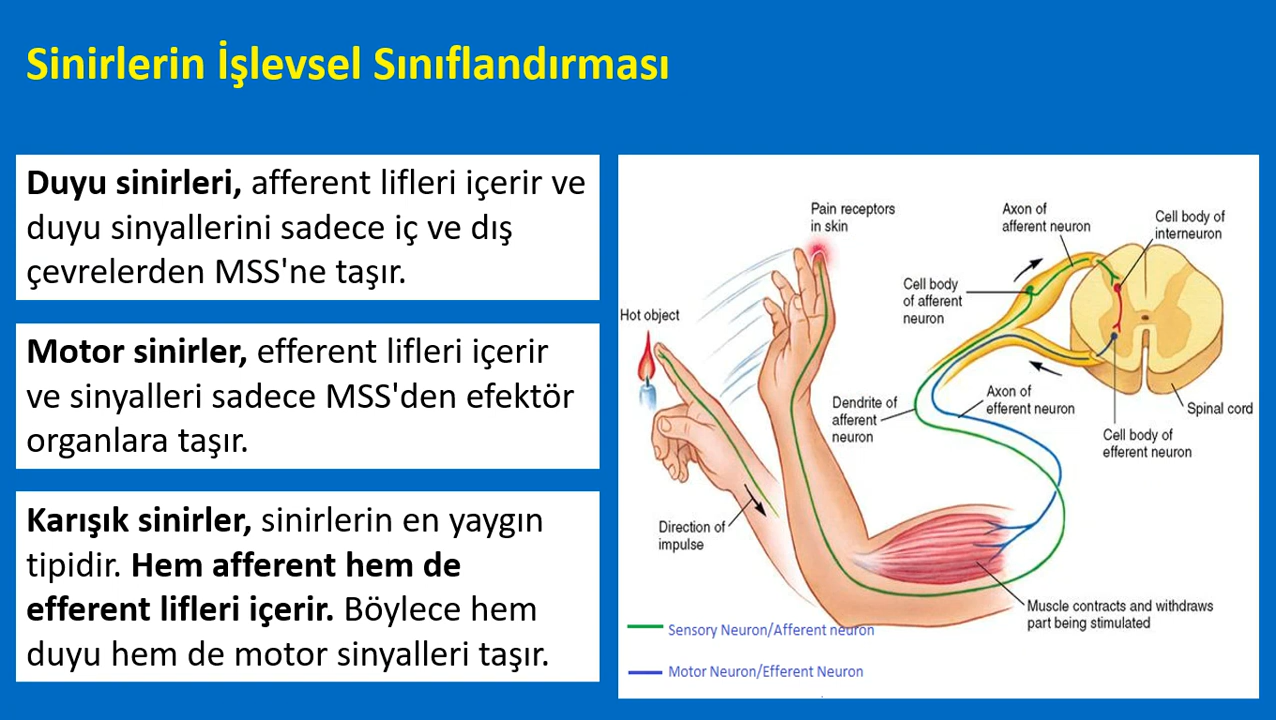 Sinirlerin İşlevsel Sınıflandırması
Duyu sinirleri, afferent lifleri içerir ve
duyu sinyallerini sadece iç ve dış
çevrelerden MSS'ne taşır.
Motor sinirler, efferent lifleri içerir
ve sinyalleri sadece MSS'den efektör
organlara taşır.
Karışık sinirler, sinirlerin en yaygın
tipidir. Hem afferent hem de
efferent lifleri içerir. Böylece hem
duyu hem de motor sinyalleri taşır.
Pain receptors
in skin
Axon of
afferent neuron
Cell body of
interneuron
Cell body
of afferent
neuron
Hot object
Dendrite of
afferent
neuron
Axon of
efferent neuron
Spinal cord
Cell body of
efferent neuron
Direction of
impulse
Muscle contracts and withdraws
part being stimulated
Sensory Neuron/Afferent neuron
Motor Neuron/Efferent Neuron